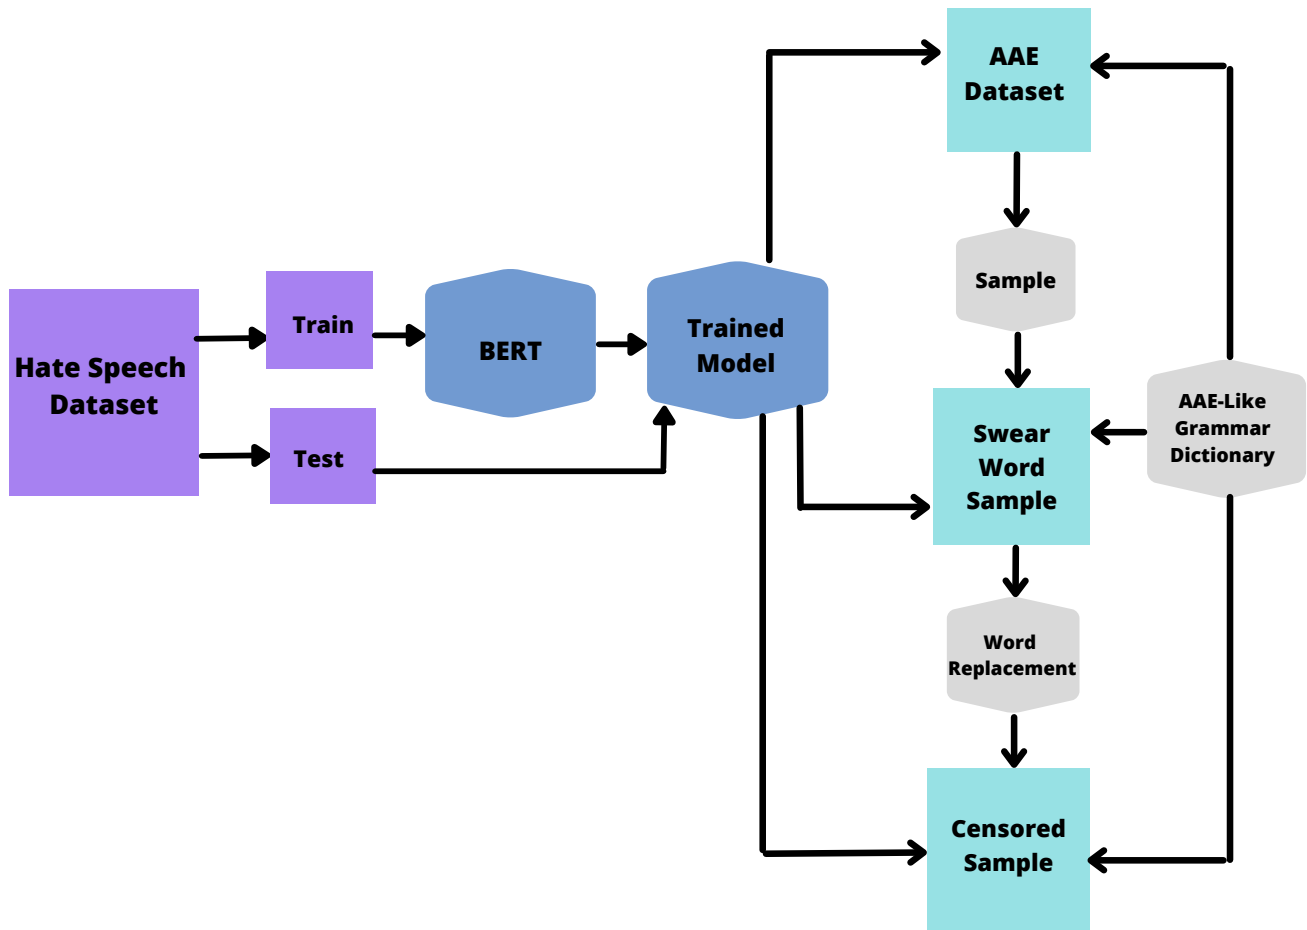 Hate Speech
Dataset
Train
Test
BERT
Trained
Model
AAE
Dataset
Sample
Swear
Word
Sample
AAE-Like
Grammar
Dictionary
Word
Replacement
Censored
Sample